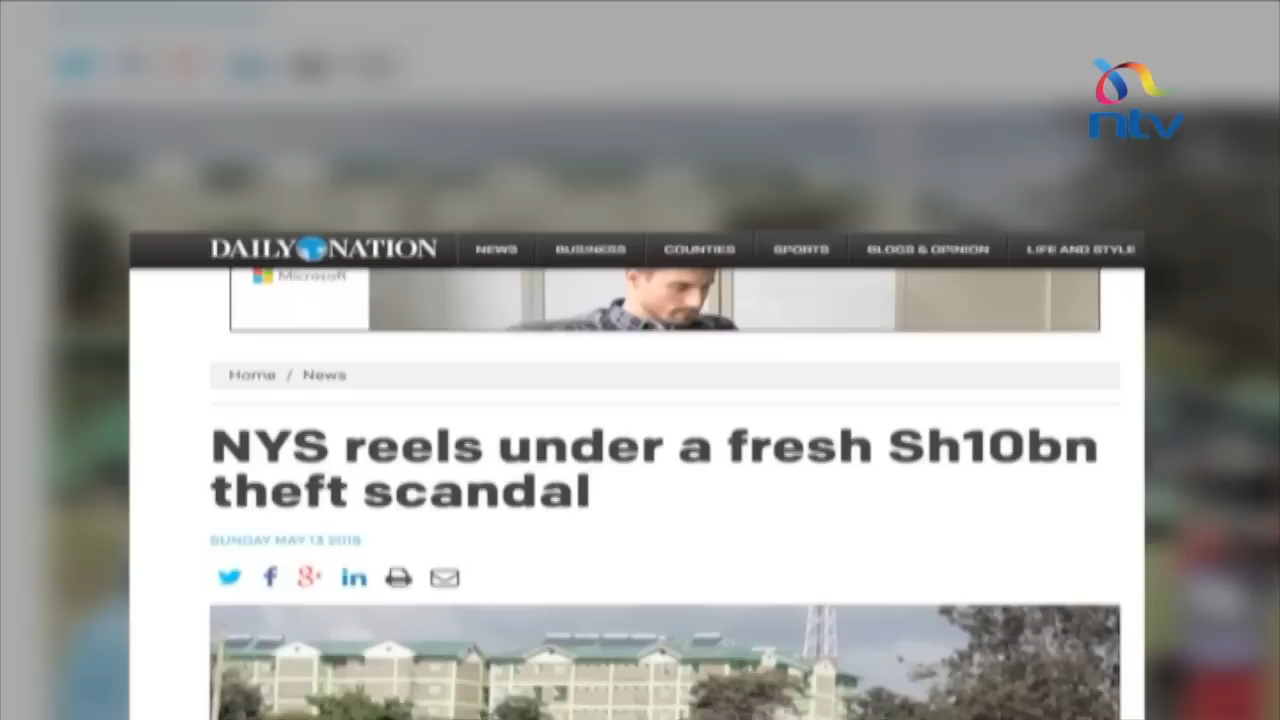 ntv
DAILY NATION NEWS BUSINESS COUNTIES SPORTS BLOGS & OPINION LIFE AND STYLE
Microsoft
Home / News
NYS reels under a fresh Sh10bn
theft scandal
SUNDAY MAY 13 2018